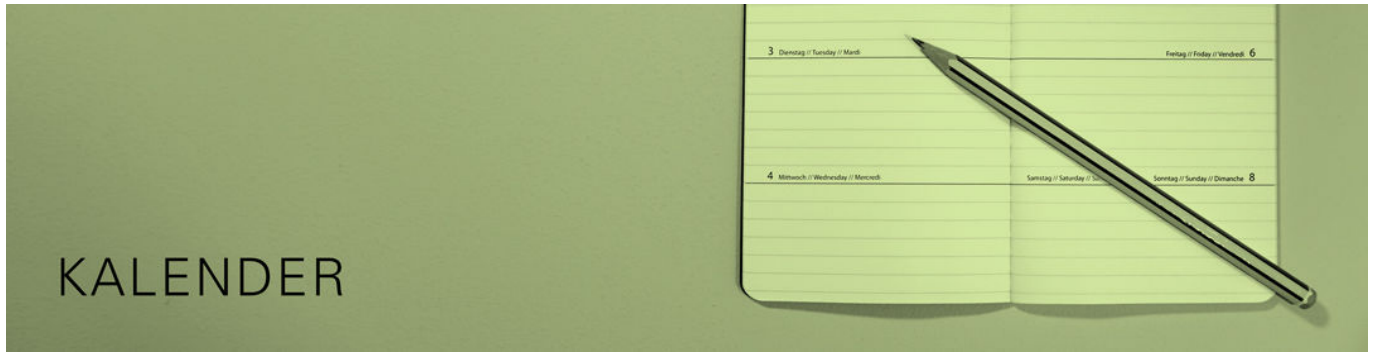 3 Dienstag // Tuesday // Mardi
Freitag // Friday // Vendredi 6
4 Mittwoch // Wednesday // Mercredi
Samstag // Saturday //
Sonntag // Sunday // Dimanche 8
KALENDER